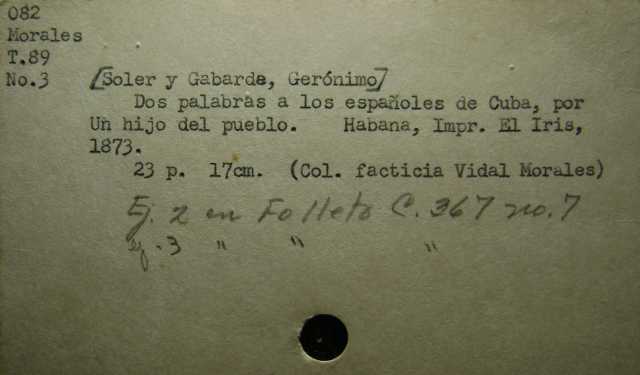 082
Morales
T.89
No.3 [Soler y Gabarda, Gerónimo]
Dos palabras a los españoles de Cuba, por
Un hijo del pueblo. Habana, Impr. El Iris,
1873.
23 p. 17cm. (Col. facticia Vidal Morales)
Ej. 2 en Folleto C. 367 no. 7
ej. 3 " " "